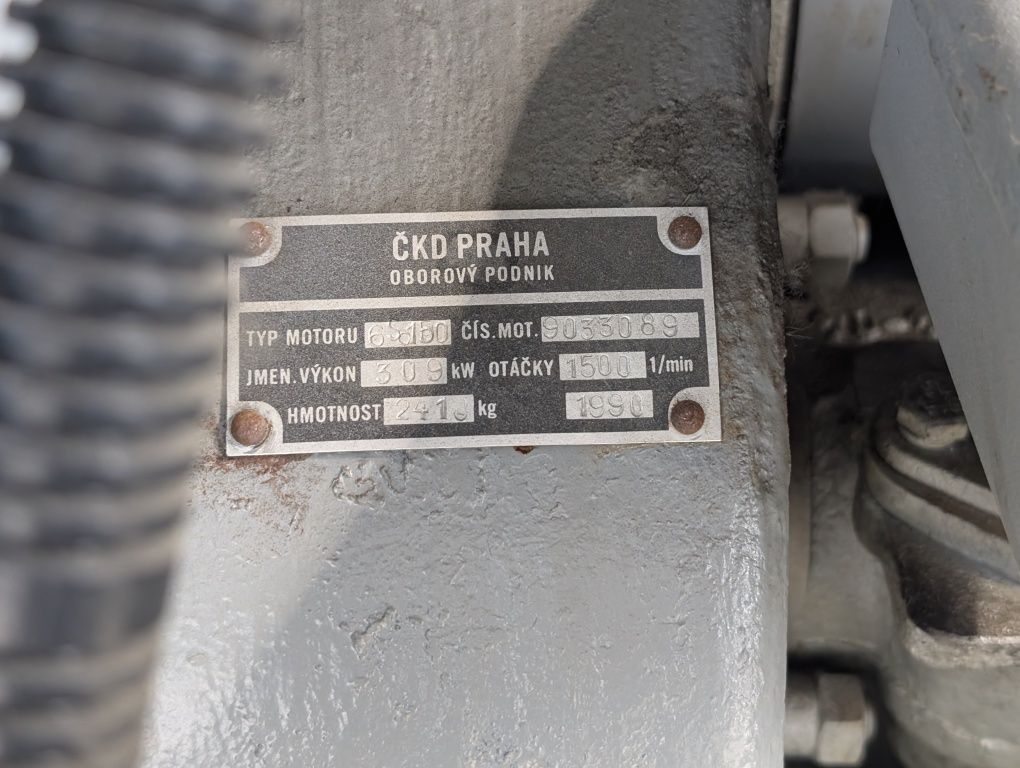 ČKD PRAHA
OBOROVÝ PODNIK
TYP MOTORU ČÍS. MOT. 9033089
JMEN. VÝKON 309 kW OTÁČKY 1500 1/min
HMOTNOST kg 1990